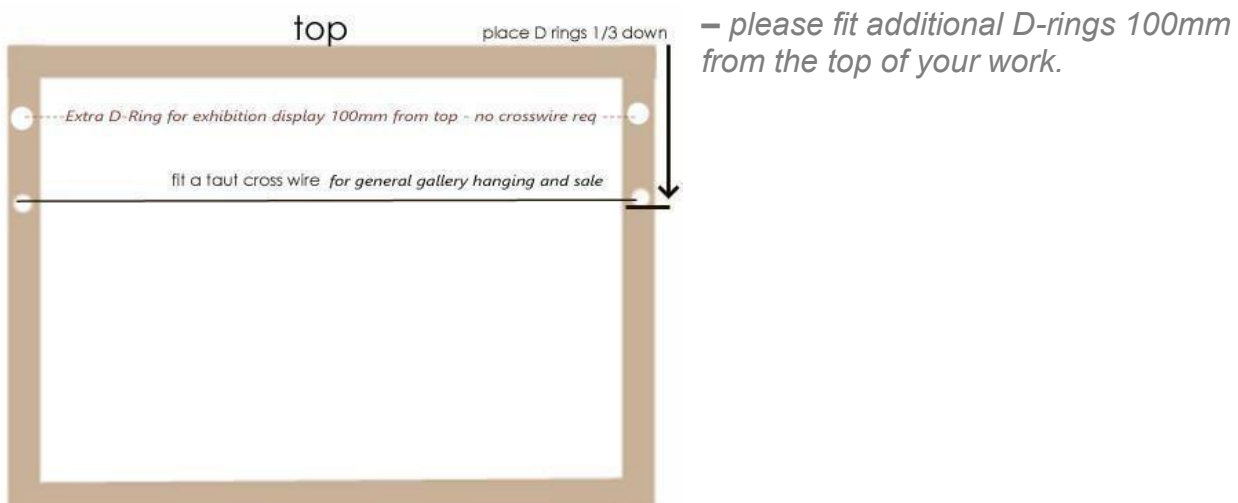 top
place D rings 1/3 down
– please fit additional D-rings 100mm
from the top of your work.
Extra D-Ring for exhibition display 100mm from top - no crosswire req
fit a taut cross wire for general gallery hanging and sale